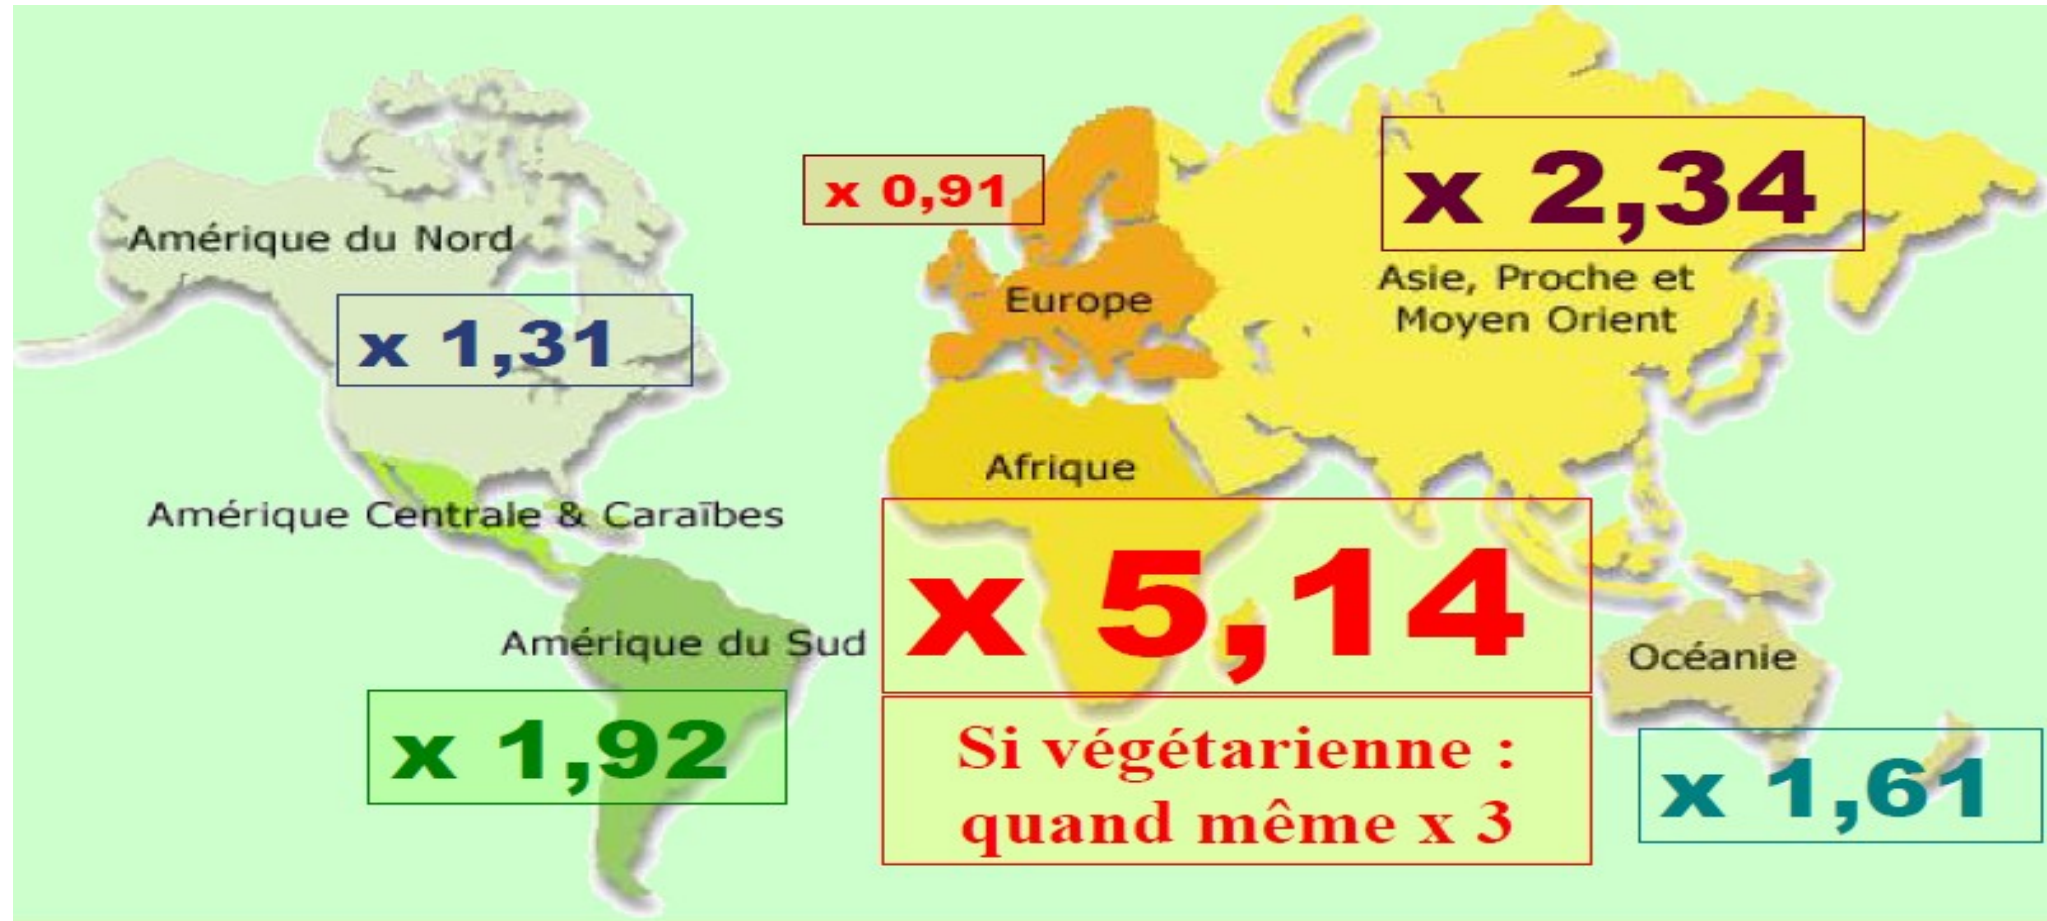 Amérique du Nord
x 1,31
Amérique Centrale & Caraïbes
Amérique du Sud
x 1,92
x 0,91
Europe
Afrique
x 5,14
Si végétarienne :
quand même x 3
x 2,34
Asie, Proche et
Moyen Orient
Océanie
x 1,61